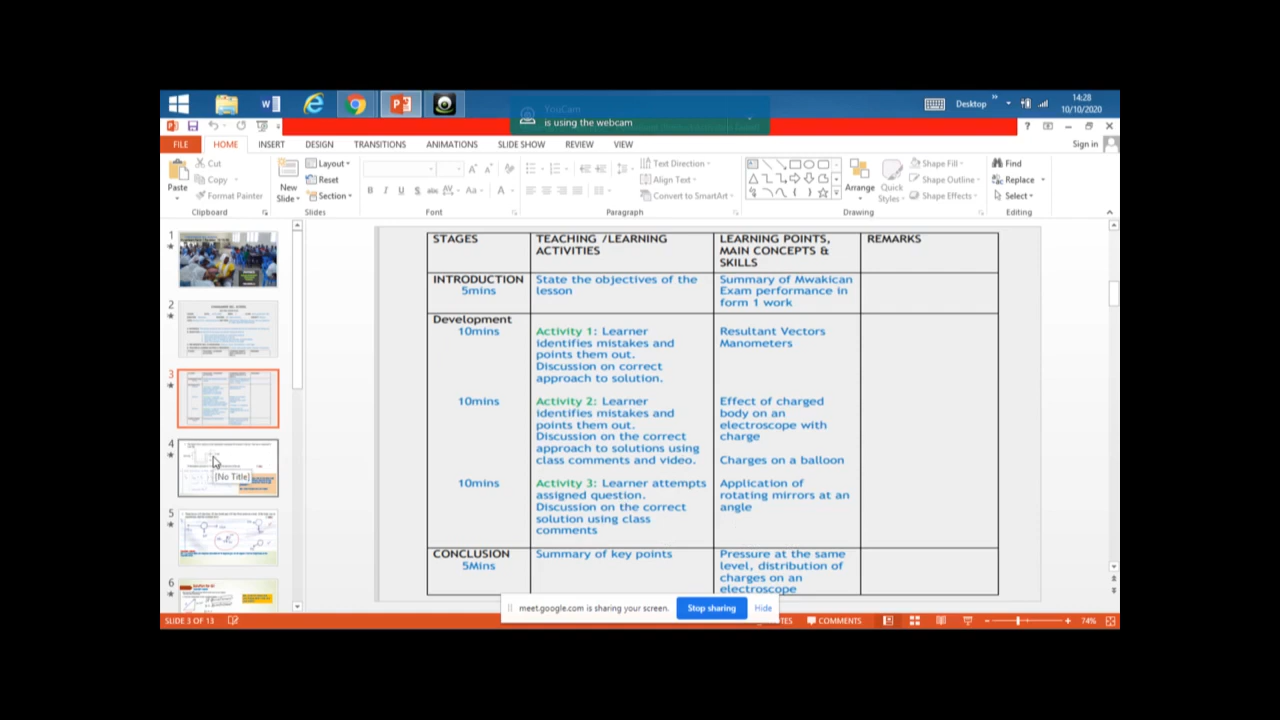 YouCam
is using the webcam
Desktop
14:28
10/10/2020
Sign in
FILE HOME INSERT DESIGN TRANSITIONS ANIMATIONS SLIDE SHOW REVIEW VIEW
Paste
Cut
Copy
Format Painter
Clipboard
New
Slide
Layout
Reset
Section
Slides
Font
Text Direction
Align Text
Convert to SmartArt
Paragraph
Arrange
Quick
Styles
Shape Fill
Shape Outline
Shape Effects
Drawing
Find
Replace
Select
Editing
1
2
3
4
[No Title]
5
6
STAGES
TEACHING /LEARNING
ACTIVITIES
LEARNING POINTS,
MAIN CONCEPTS &
SKILLS
REMARKS
INTRODUCTION
5mins
State the objectives of the
lesson
Summary of Mwakican
Exam performance in
form 1 work
Development
10mins
Activity 1: Learner
identifies mistakes and
points them out.
Discussion on correct
approach to solution.
Resultant Vectors
Manometers
10mins
Activity 2: Learner
identifies mistakes and
points them out.
Discussion on the correct
approach to solutions using
class comments and video.
Effect of charged
body on an
electroscope with
charge
Charges on a balloon
10mins
Activity 3: Learner attempts
assigned question.
Discussion on the correct
solution using class
comments
Application of
rotating mirrors at an
angle
CONCLUSION
5Mins
Summary of key points
Pressure at the same
level, distribution of
charges on an
electroscope
meet.google.com is sharing your screen.
Stop sharing
Hide
SLIDE 3 OF 13
COMMENTS
74%